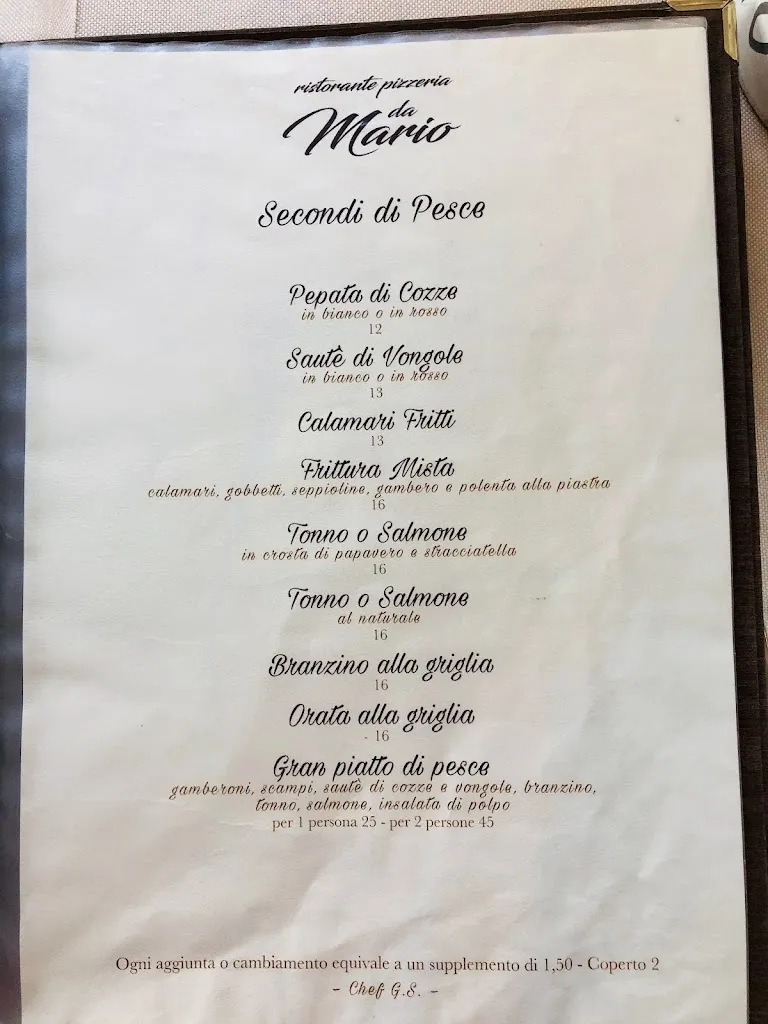 ristorante pizzeria
da
Mario
Secondi di Pesce
Pepata di Cozze
in bianco o in rosso
12
Sautê di Vongole
in bianco o in rosso
13
Calamari Fritti
13
Frittura Mista
calamari, gobbetti, seppioline, gambero e polenta alla piastra
16
Tonno o Salmone
in crosta di papavero e stracciatella
16
Tonno o Salmone
al naturale
16
Branzino alla griglia
16
Orata alla griglia
- 16
Gran piatto di pesce
gamberoni, scampi, sautê di cozze e vongole, branzino,
tonno, salmone, insalata di polpo
per 1 persona 25 - per 2 persone 45
Ogni aggiunta o cambiamento equivale a un supplemento di 1,50 - Coperto 2
- Chef G.S. -